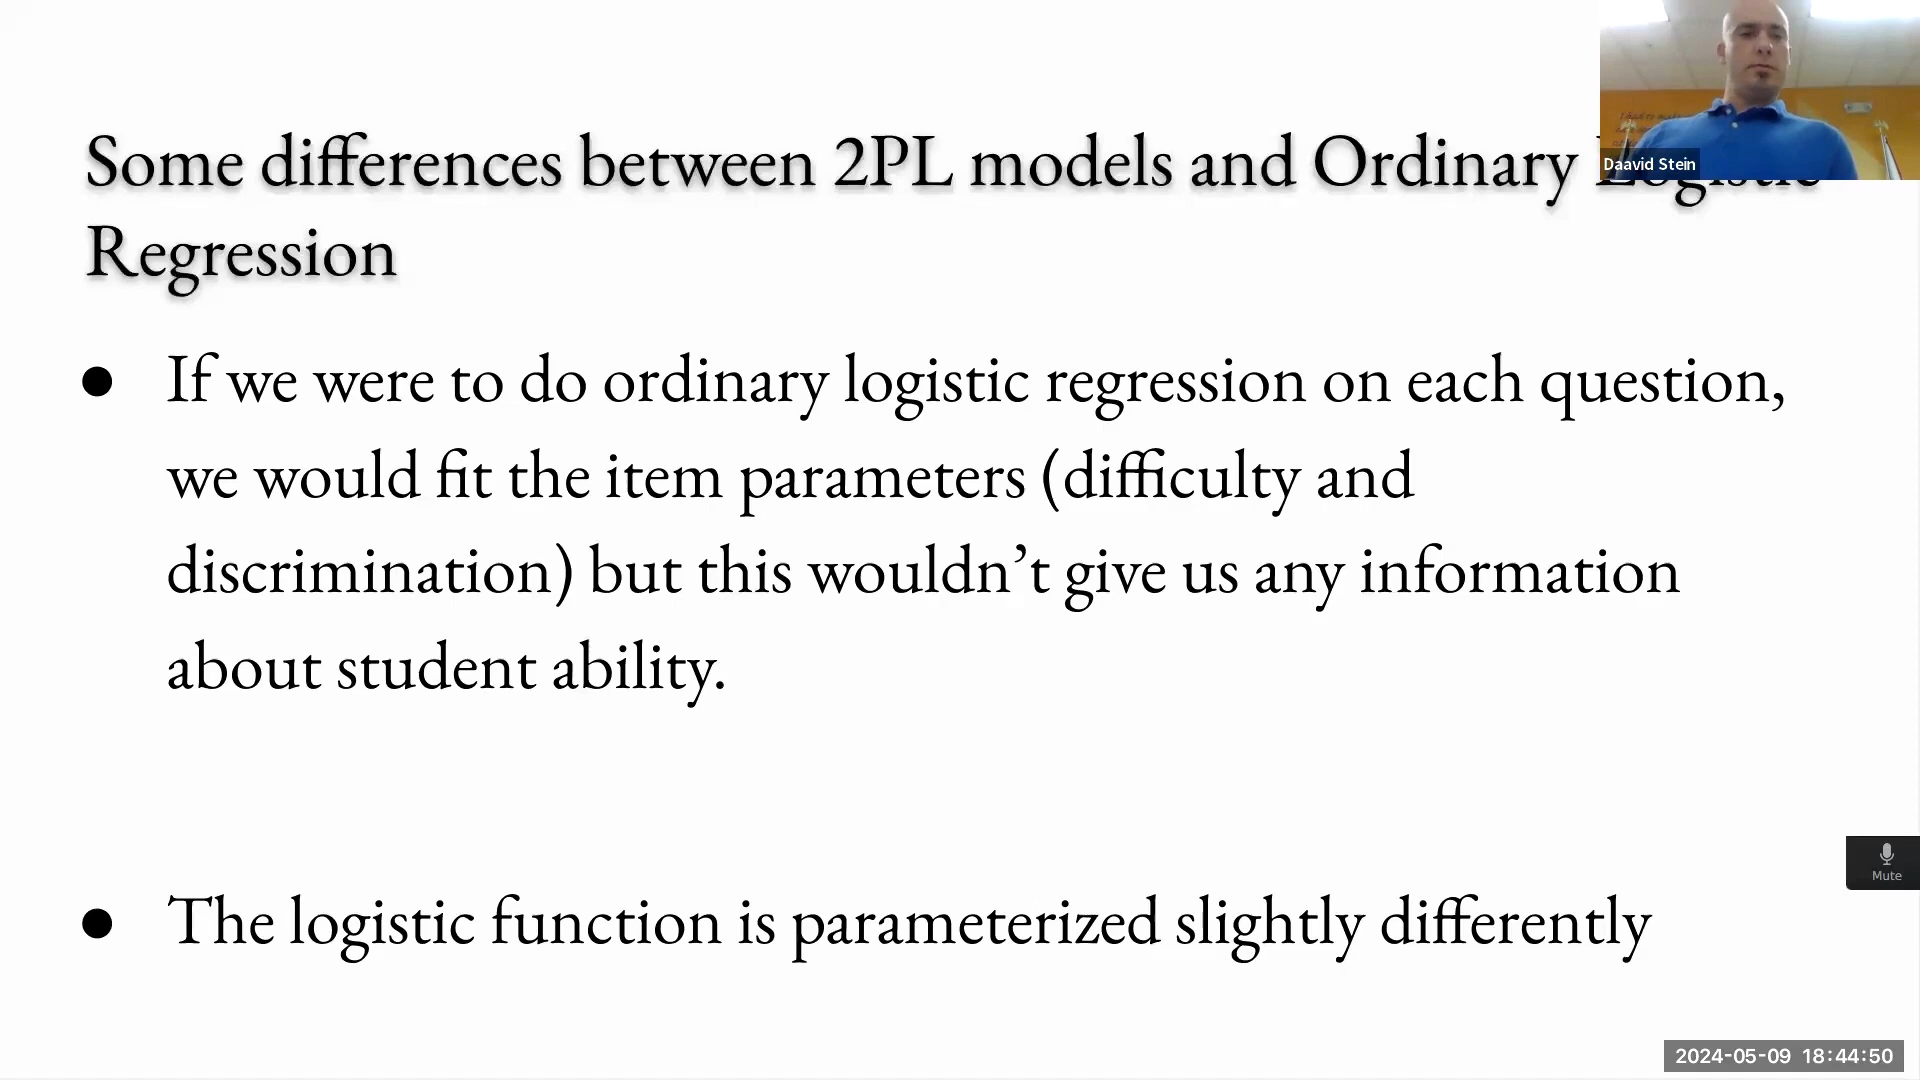 Some differences between 2PL models and Ordinary Logistic
Regression
Daavid Stein
● If we were to do ordinary logistic regression on each question,
we would fit the item parameters (difficulty and
discrimination) but this wouldn’t give us any information
about student ability.
Mute
● The logistic function is parameterized slightly differently
2024-05-09 18:44:50